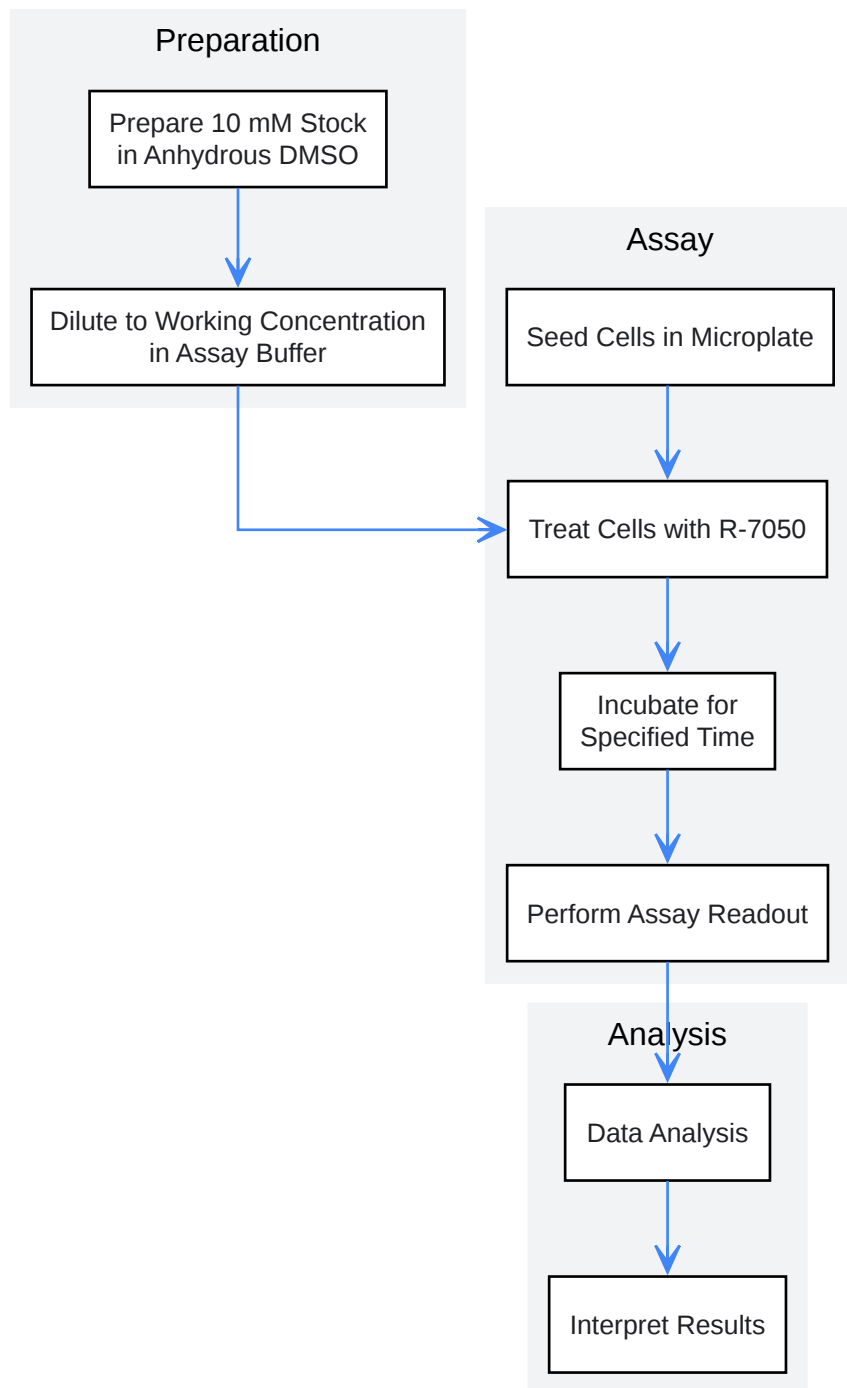 Preparation
Prepare 10 mM Stock
in Anhydrous DMSO
Dilute to Working Concentration
in Assay Buffer
Assay
Seed Cells in Microplate
Treat Cells with R-7050
Incubate for
Specified Time
Perform Assay Readout
Analysis
Data Analysis
Interpret Results